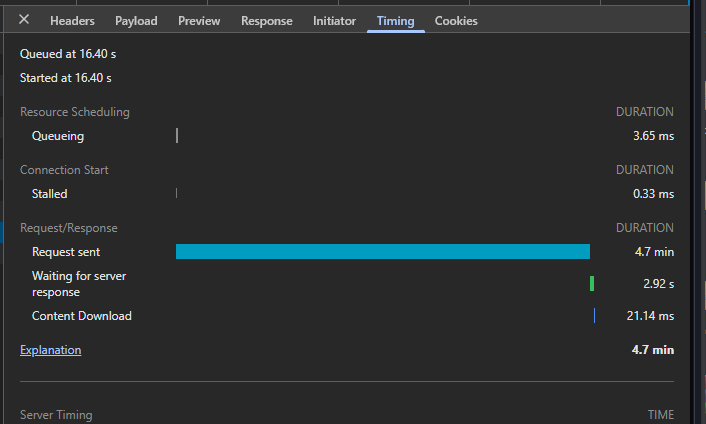 Headers Payload Preview Response Initiator Timing Cookies
Queued at 16.40 s
Started at 16.40 s
Resource Scheduling DURATION
Queueing 3.65 ms
Connection Start DURATION
Stalled 0.33 ms
Request/Response DURATION
Request sent 4.7 min
Waiting for server
response 2.92 s
Content Download 21.14 ms
Explanation 4.7 min
Server Timing TIME